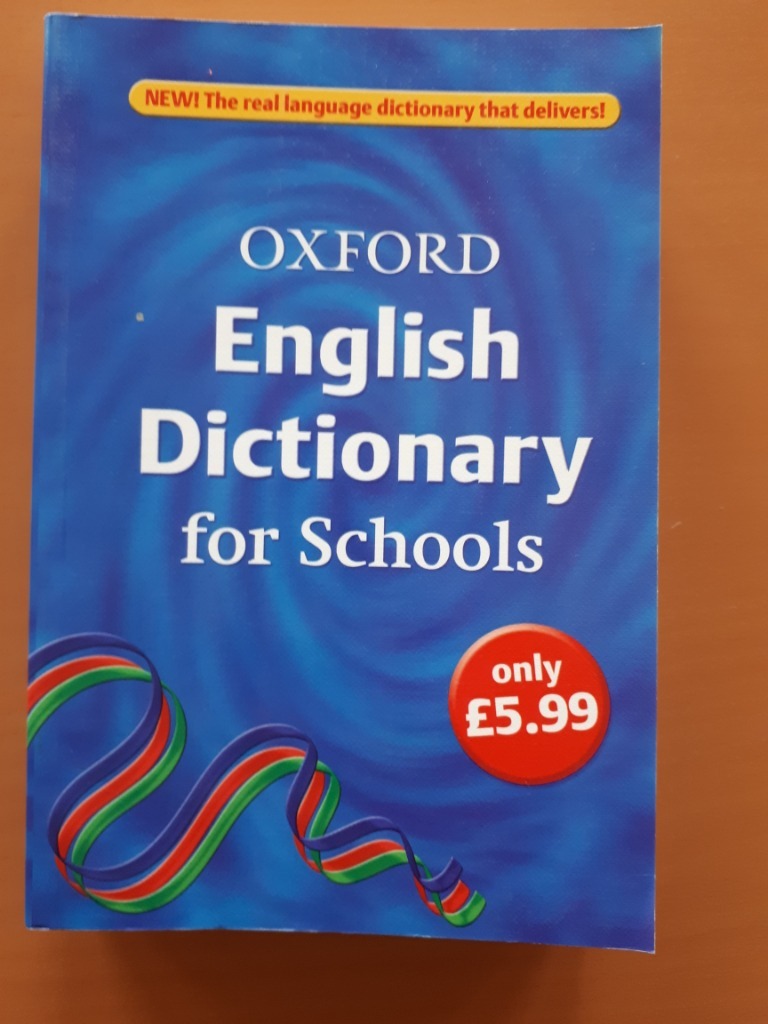 NEW! The real language dictionary that delivers!
OXFORD
English
Dictionary
for Schools
only
£5.99